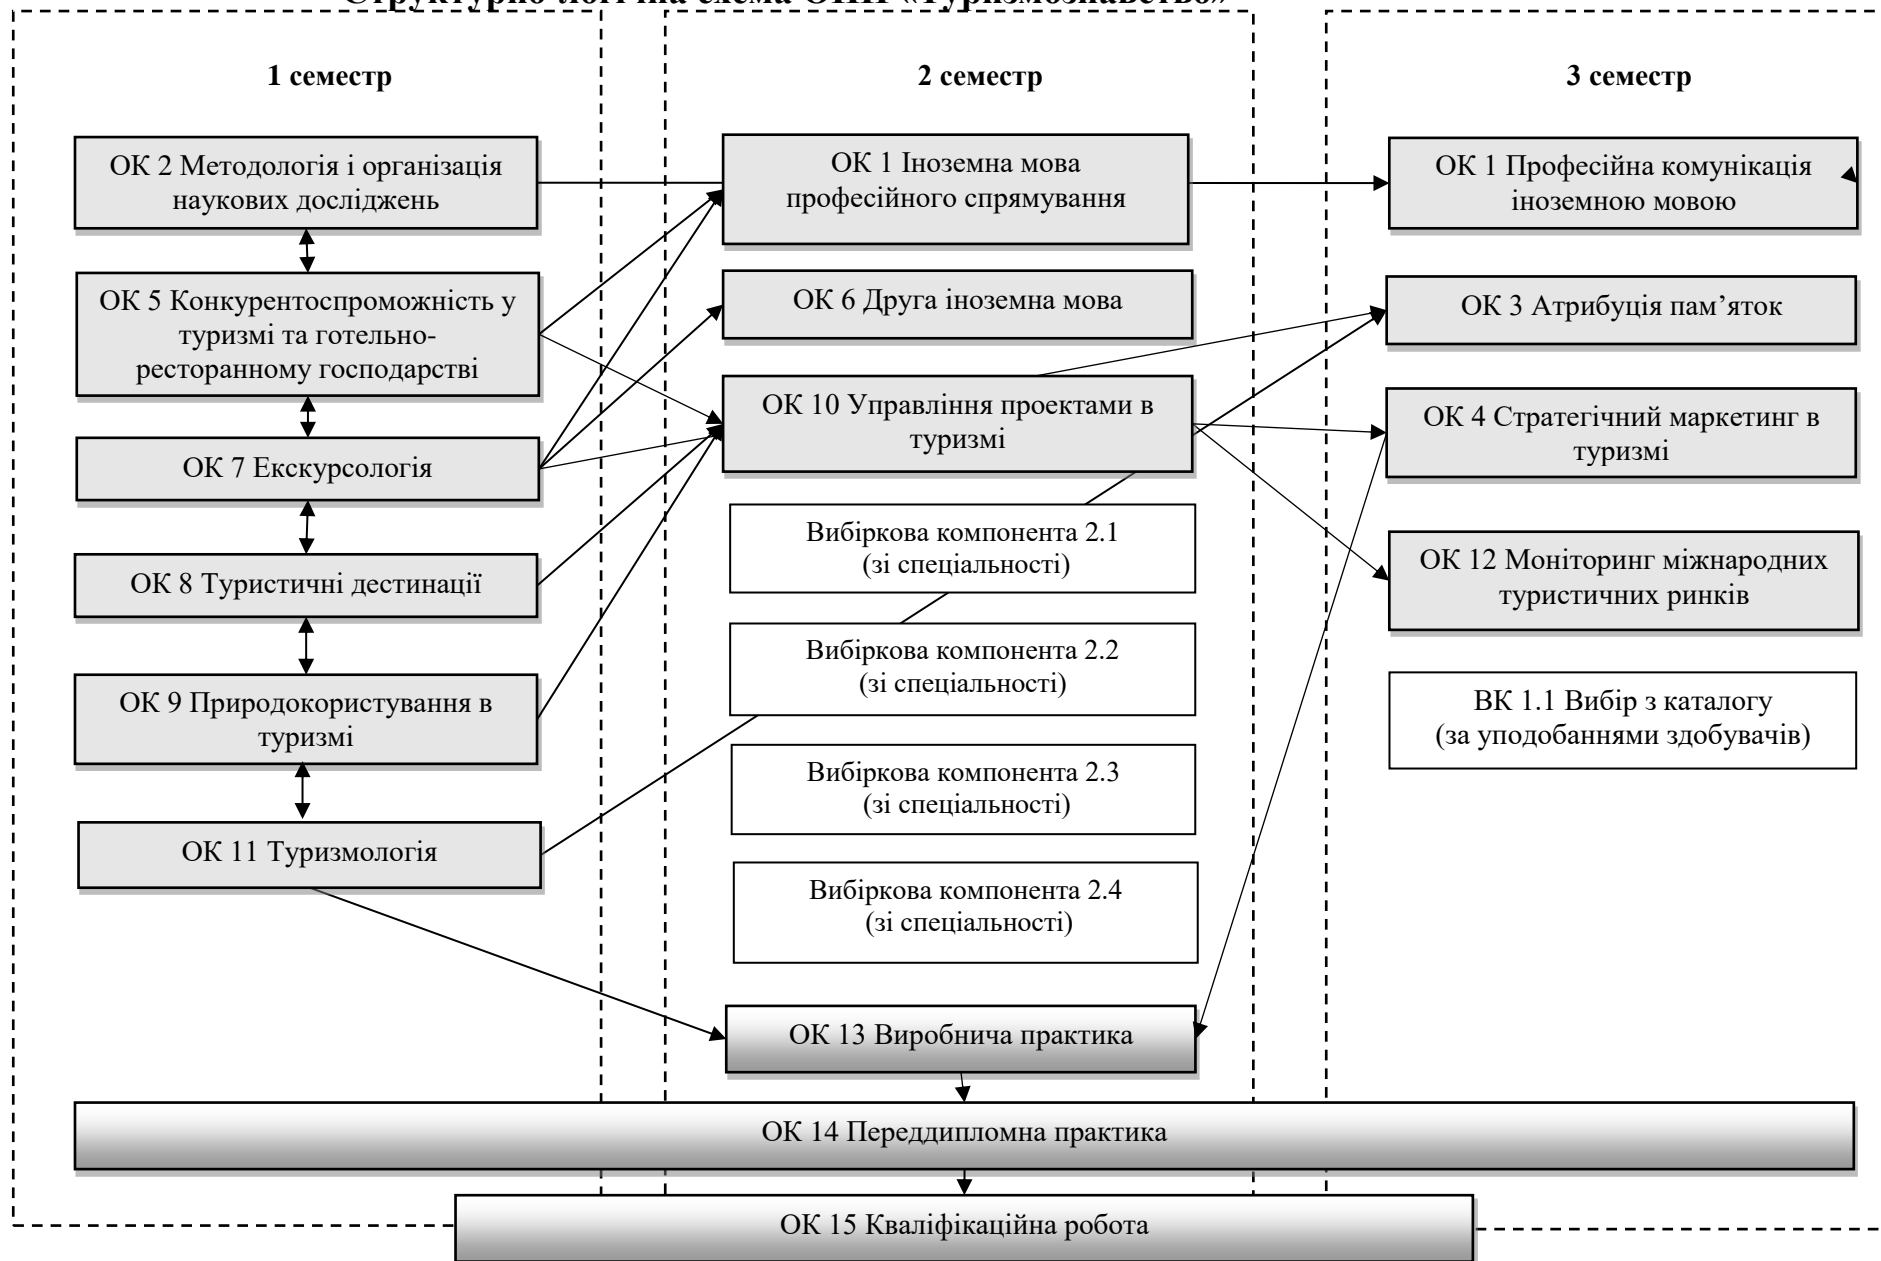 Структурно-логічна схема ОПП «Туризмознавство»
1 семестр
ОК 2 Методологія і організація
наукових досліджень
ОК 5 Конкурентоспроможність у
туризмі та готельно-
ресторанному господарстві
ОК 7 Екскурсологія
ОК 8 Туристичні дестинації
ОК 9 Природокористування в
туризмі
ОК 11 Туризмологія
2 семестр
ОК 1 Іноземна мова
професійного спрямування
ОК 6 Друга іноземна мова
ОК 10 Управління проектами в
туризмі
Вибіркова компонента 2.1
(зі спеціальності)
Вибіркова компонента 2.2
(зі спеціальності)
Вибіркова компонента 2.3
(зі спеціальності)
Вибіркова компонента 2.4
(зі спеціальності)
ОК 13 Виробнича практика
3 семестр
ОК 1 Професійна комунікація
іноземною мовою
ОК 3 Атрибуція пам’яток
ОК 4 Стратегічний маркетинг в
туризмі
ОК 12 Моніторинг міжнародних
туристичних ринків
ВК 1.1 Вибір з каталогу
(за уподобаннями здобувачів)
ОК 14 Переддипломна практика
ОК 15 Кваліфікаційна робота